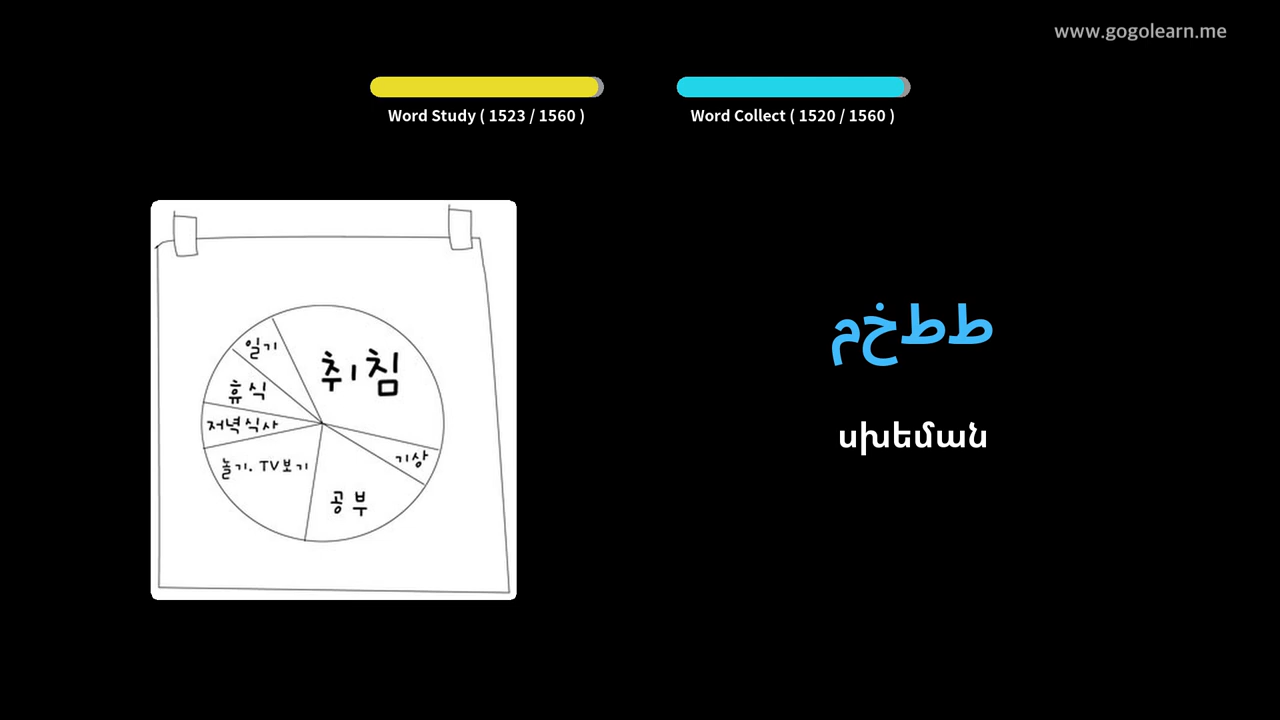 www.gogolearn.me
Word Study ( 1523 / 1560 )
Word Collect ( 1520 / 1560 )
일기
취침
휴식
저녁식사
놀기. TV보기
기상
공부
ططخم
սխեման